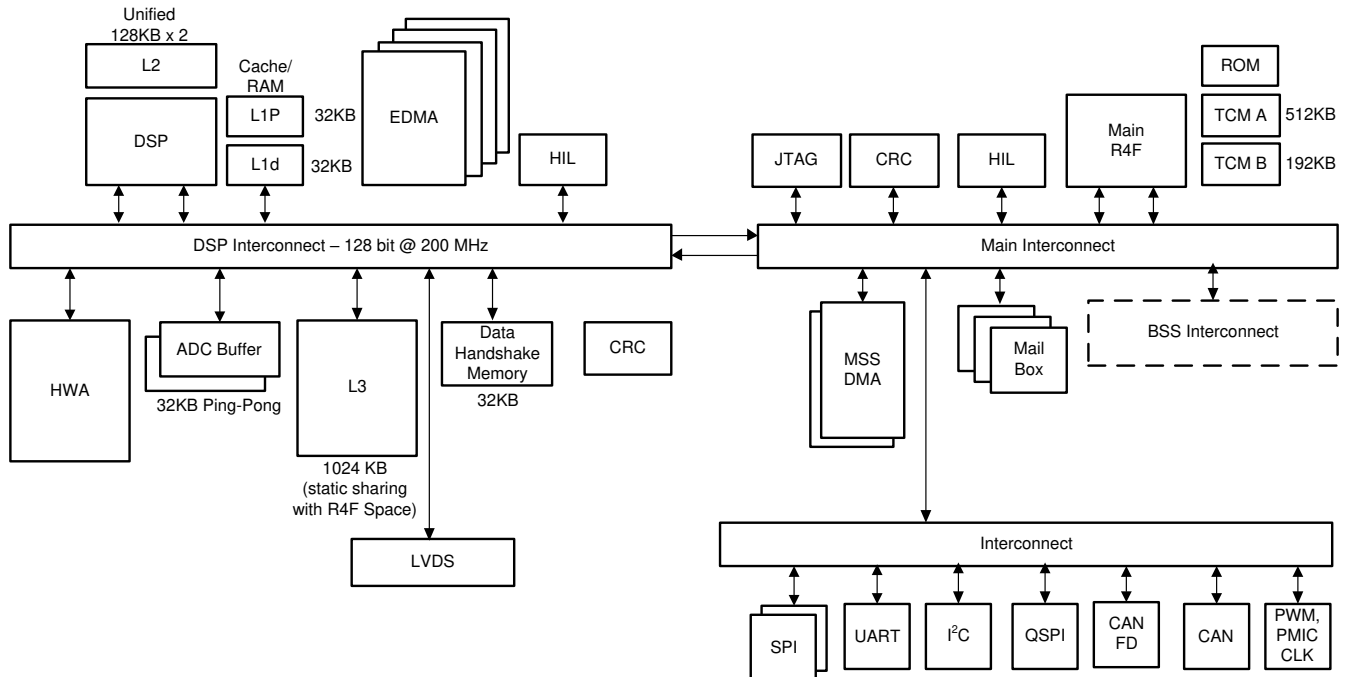 Unified
128KB x 2
L2
DSP
Cache/
RAM
L1P
32KB
L1d
32KB
EDMA
HIL
JTAG
CRC
HIL
Main
R4F
ROM
TCM A
512KB
TCM B
192KB
DSP Interconnect – 128 bit @ 200 MHz
Main Interconnect
HWA
ADC Buffer
32KB Ping-Pong
L3
1024 KB
(static sharing
with R4F Space)
Data
Handshake
Memory
32KB
CRC
LVDS
MSS
DMA
Mail
Box
BSS Interconnect
Interconnect
SPI
UART
I²C
QSPI
CAN
FD
CAN
PWM,
PMIC
CLK